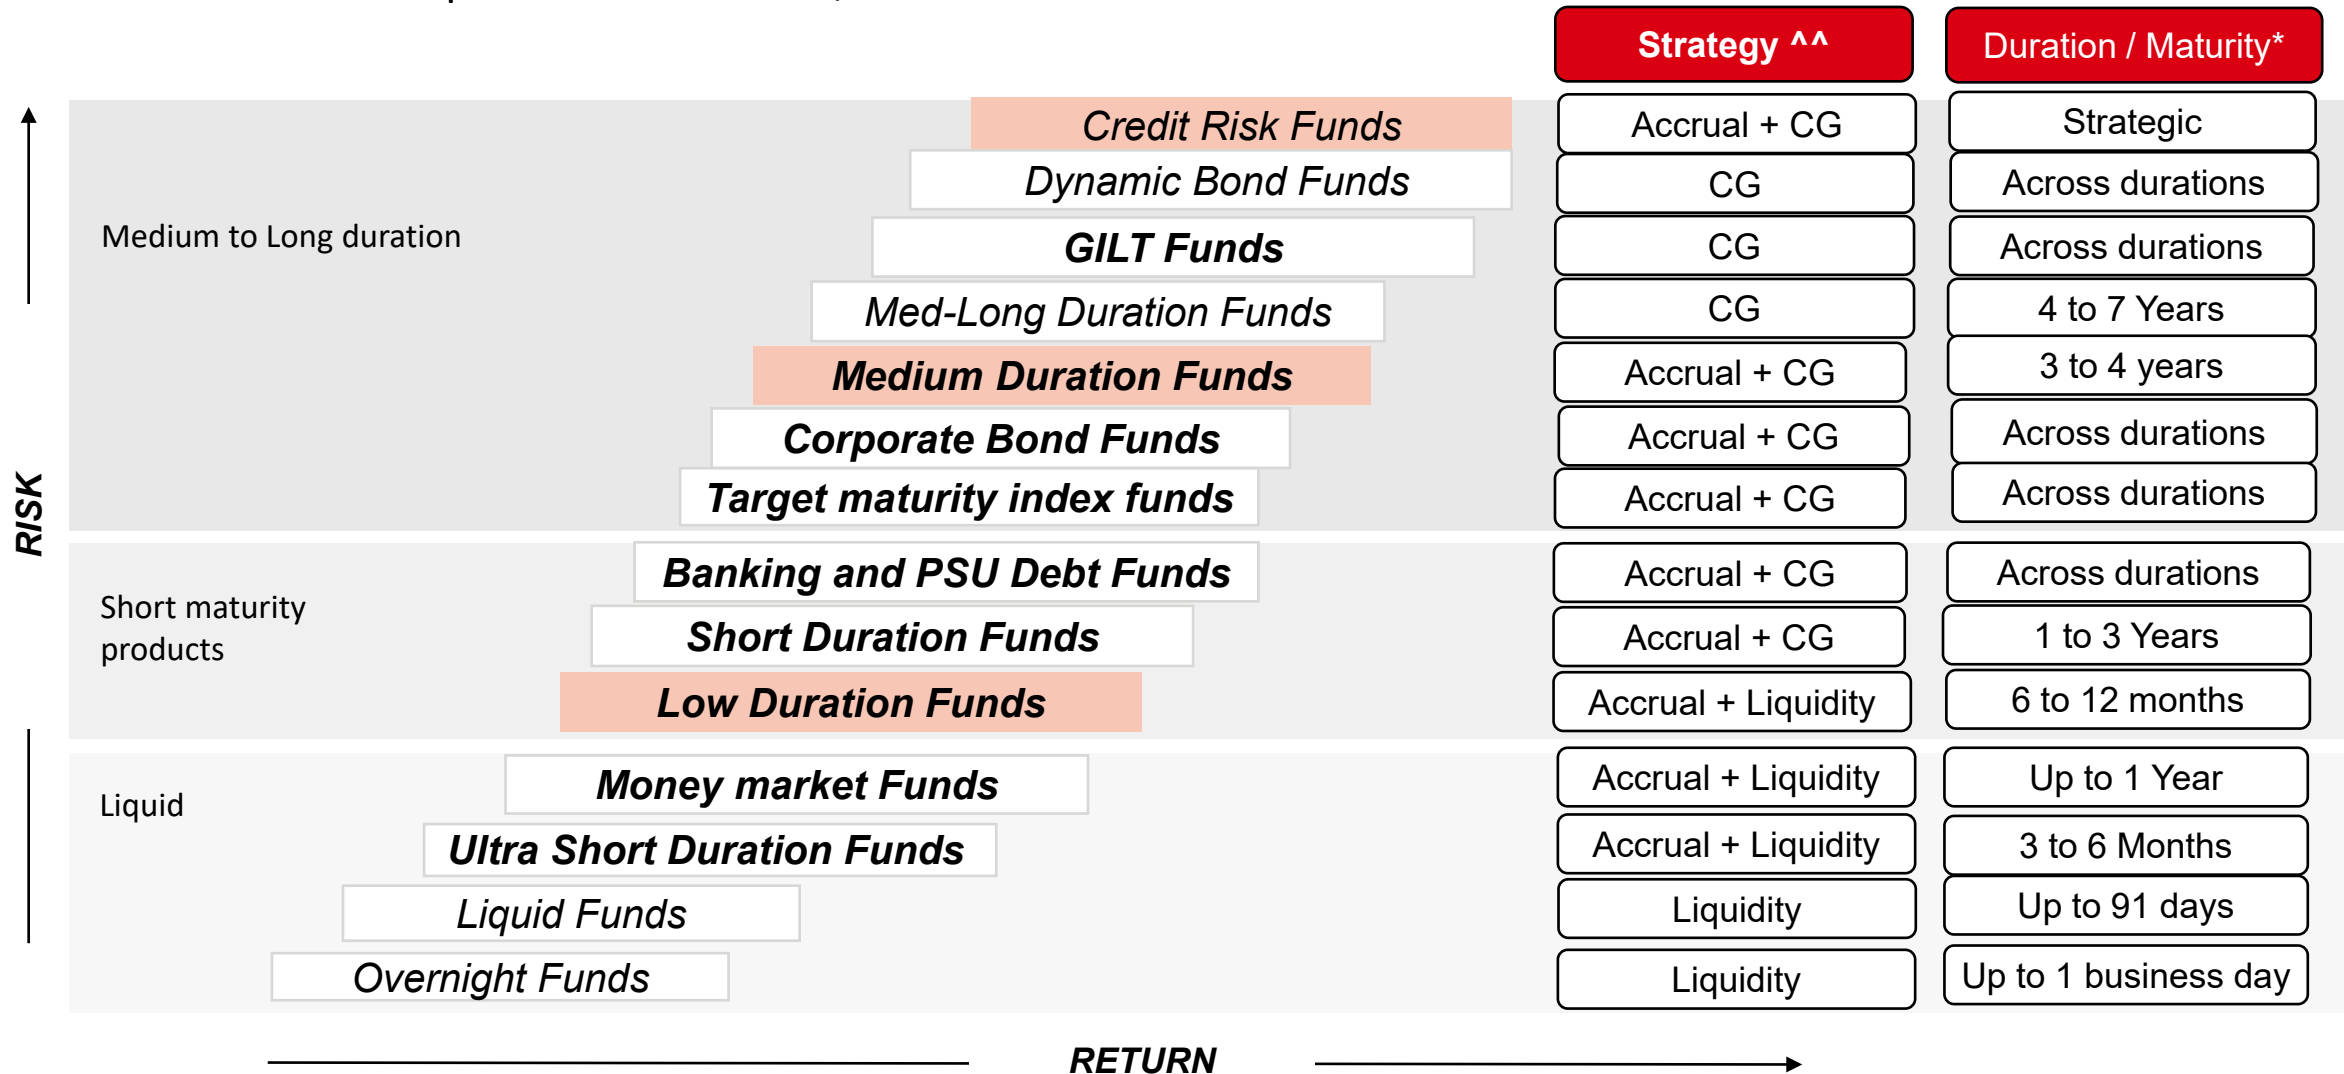 Strategy ^^ Duration / Maturity*
Credit Risk Funds Accrual + CG Strategic
Dynamic Bond Funds CG Across durations
Medium to Long duration
GILT Funds CG Across durations
Med-Long Duration Funds CG 4 to 7 Years
Medium Duration Funds Accrual + CG 3 to 4 years
Corporate Bond Funds Accrual + CG Across durations
Target maturity index funds Accrual + CG Across durations
RISK
Banking and PSU Debt Funds Accrual + CG Across durations
Short maturity
products
Short Duration Funds Accrual + CG 1 to 3 Years
Low Duration Funds Accrual + Liquidity 6 to 12 months
Money market Funds Accrual + Liquidity Up to 1 Year
Liquid
Ultra Short Duration Funds Accrual + Liquidity 3 to 6 Months
Liquid Funds Liquidity Up to 91 days
Overnight Funds Liquidity Up to 1 business day
RETURN